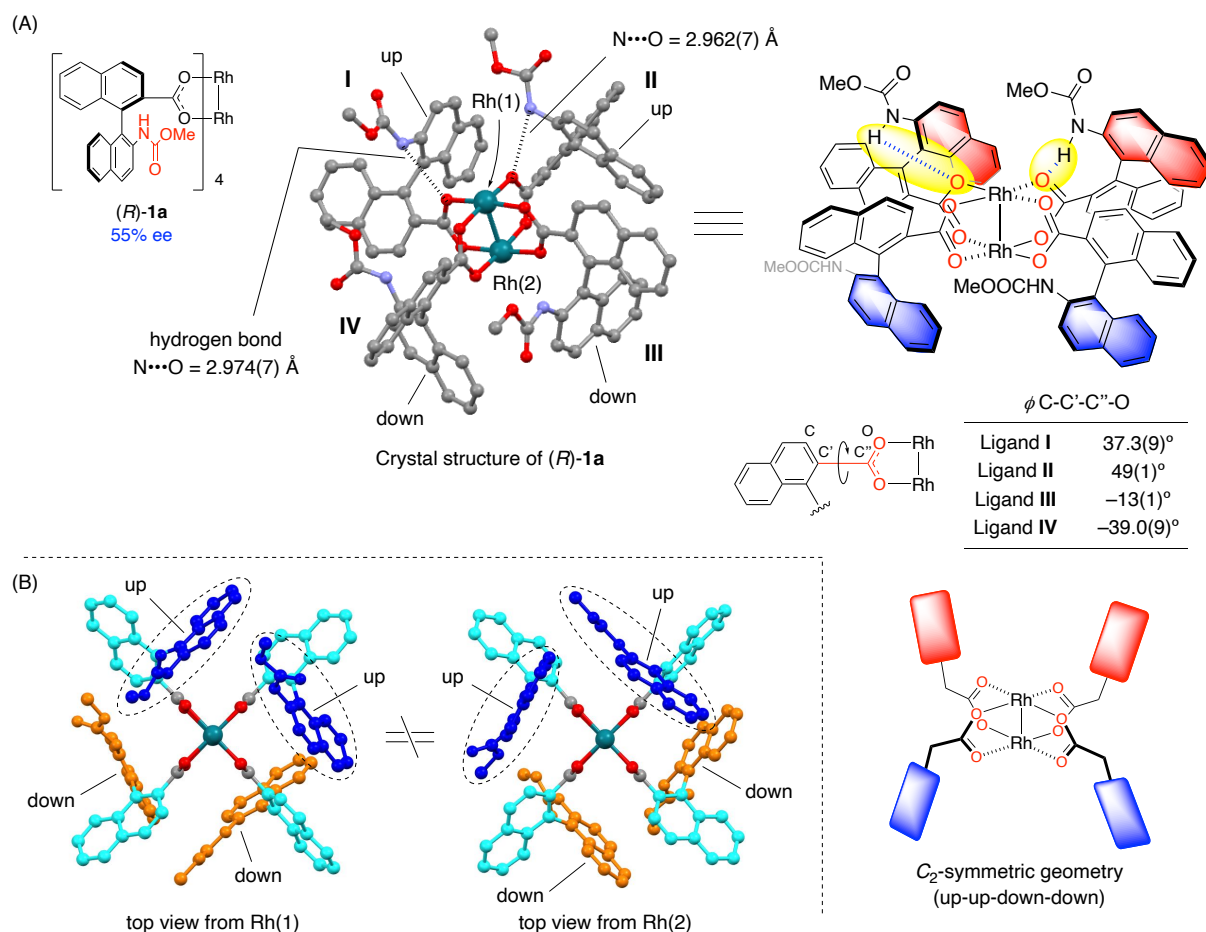 (A)
Rh
Rh
O
O
H
N
OMe
O
4
(R)-1a
55% ee
I
up
Rh(1)
N•••O = 2.962(7) Å
II
up
Rh(2)
hydrogen bond
N•••O = 2.974(7) Å
IV
down
III
down
Crystal structure of (R)-1a
MeO
O
N
H
MeO
O
N
H
O
O
Rh
O
O
O
O
Rh
O
O
MeOOCHN
MeOOCHN
C
C'
C''
O
O
Rh
Rh
ϕ C-C'-C''-O
Ligand I 37.3(9)º
Ligand II 49(1)º
Ligand III –13(1)º
Ligand IV –39.0(9)º
(B)
up
up
down
down
top view from Rh(1)
up
up
down
down
top view from Rh(2)
O
O
Rh
O
O
O
O
Rh
O
O
C2-symmetric geometry
(up-up-down-down)